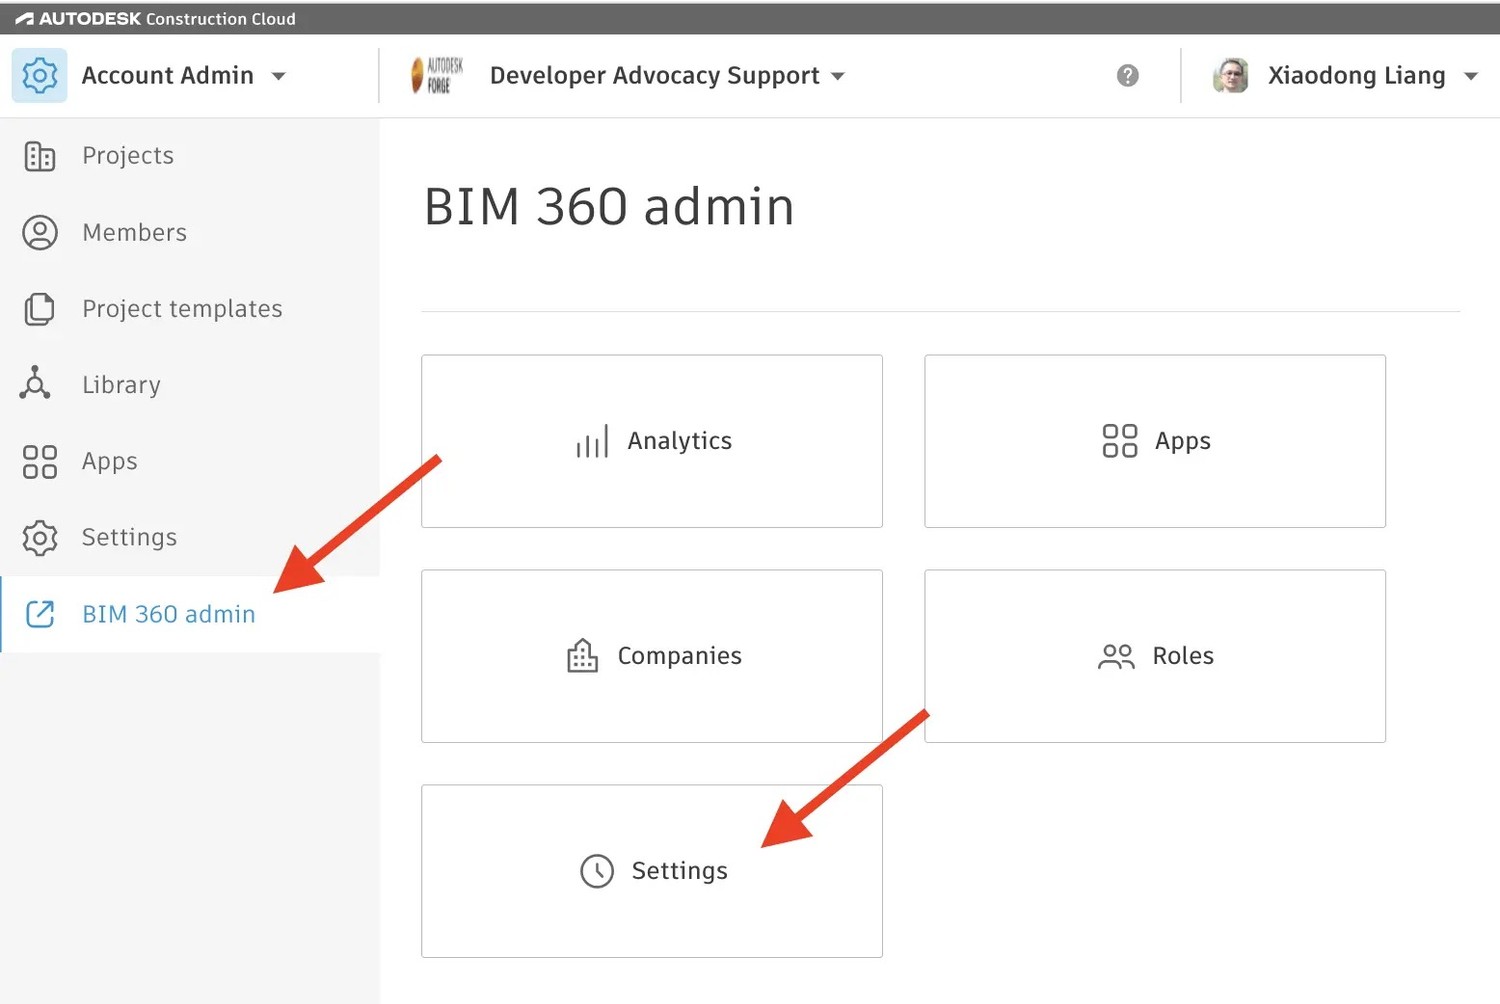 AUTODESK Construction Cloud
Account Admin
AUTODESK
FORGE
Developer Advocacy Support
?
Xiaodong Liang
Projects
Members
Project templates
Library
Apps
Settings
BIM 360 admin
BIM 360 admin
Analytics
Apps
Companies
Roles
Settings